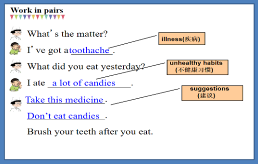 Work in pairs
What's the matter?
I've got a toothache.
illness(疾病)
What did you eat yesterday?
unhealthy habits
(不健康习惯)
I ate a lot of candies.
suggestions
(建议)
Take this medicine.
Don't eat candies.
Brush your teeth after you eat.